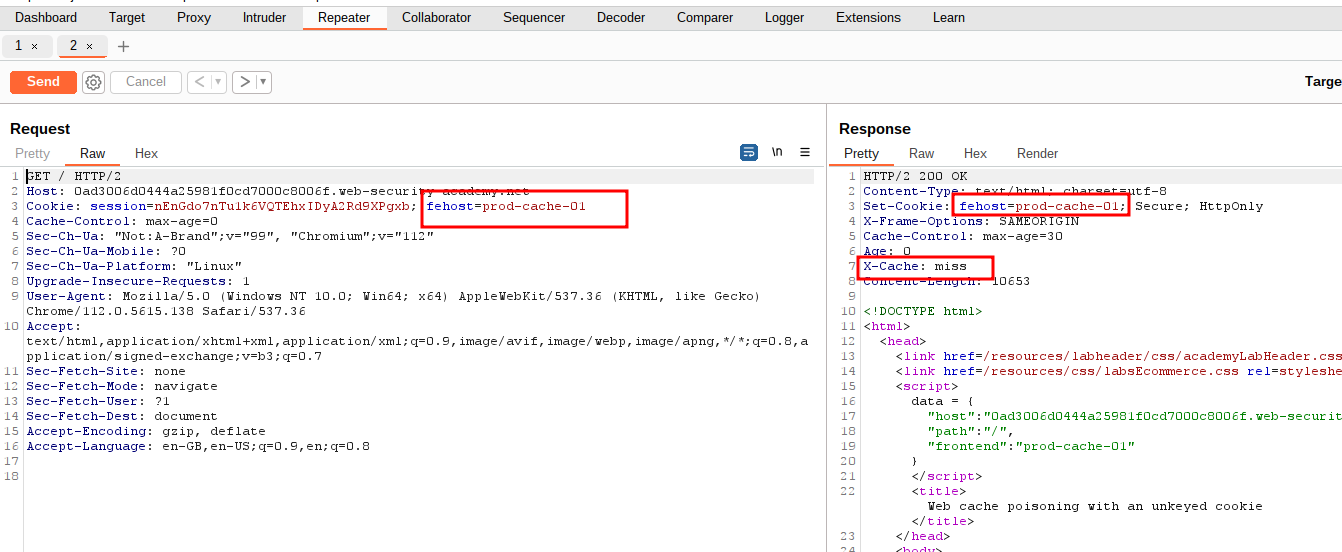 Dashboard Target Proxy Intruder Repeater Collaborator Sequencer Decoder Comparer Logger Extensions Learn
1 × 2 × +
Send Cancel < ▾ > ▾ Targe
Request
Pretty Raw Hex \n
1 GET / HTTP/2
2 Host: 0ad3006d0444a25981f0cd7000c8006f.web-security-academy.net
3 Cookie: session=nEnGdo7nTu1k6VQTEhxIDyA2Rd9XPgxb; fehost=prod-cache-01
4 Cache-Control: max-age=0
5 Sec-Ch-Ua: "Not:A-Brand";v="99", "Chromium";v="112"
6 Sec-Ch-Ua-Mobile: ?0
7 Sec-Ch-Ua-Platform: "Linux"
8 Upgrade-Insecure-Requests: 1
9 User-Agent: Mozilla/5.0 (Windows NT 10.0; Win64; x64) AppleWebKit/537.36 (KHTML, like Gecko)
Chrome/112.0.5615.138 Safari/537.36
10 Accept:
text/html,application/xhtml+xml,application/xml;q=0.9,image/avif,image/webp,image/apng,*/*;q=0.8,a
pplication/signed-exchange;v=b3;q=0.7
11 Sec-Fetch-Site: none
12 Sec-Fetch-Mode: navigate
13 Sec-Fetch-User: ?1
14 Sec-Fetch-Dest: document
15 Accept-Encoding: gzip, deflate
16 Accept-Language: en-GB,en-US;q=0.9,en;q=0.8
17
18
Response
Pretty Raw Hex Render
1 HTTP/2 200 OK
2 Content-Type: text/html; charset=utf-8
3 Set-Cookie: fehost=prod-cache-01; Secure; HttpOnly
4 X-Frame-Options: SAMEORIGIN
5 Cache-Control: max-age=30
6 Age: 0
7 X-Cache: miss
8 Content-Length: 10653
9
10 <!DOCTYPE html>
11 <html>
12 <head>
13 <link href=/resources/labheader/css/academyLabHeader.css
14 <link href=/resources/css/labsEcommerce.css rel=styleshe
15 <script>
16 data = {
17 "host":"0ad3006d0444a25981f0cd7000c8006f.web-securit
18 "path":"/",
19 "frontend":"prod-cache-01"
20 }
21 </script>
22 <title>
Web cache poisoning with an unkeyed cookie
</title>
23 </head>
24 <body>